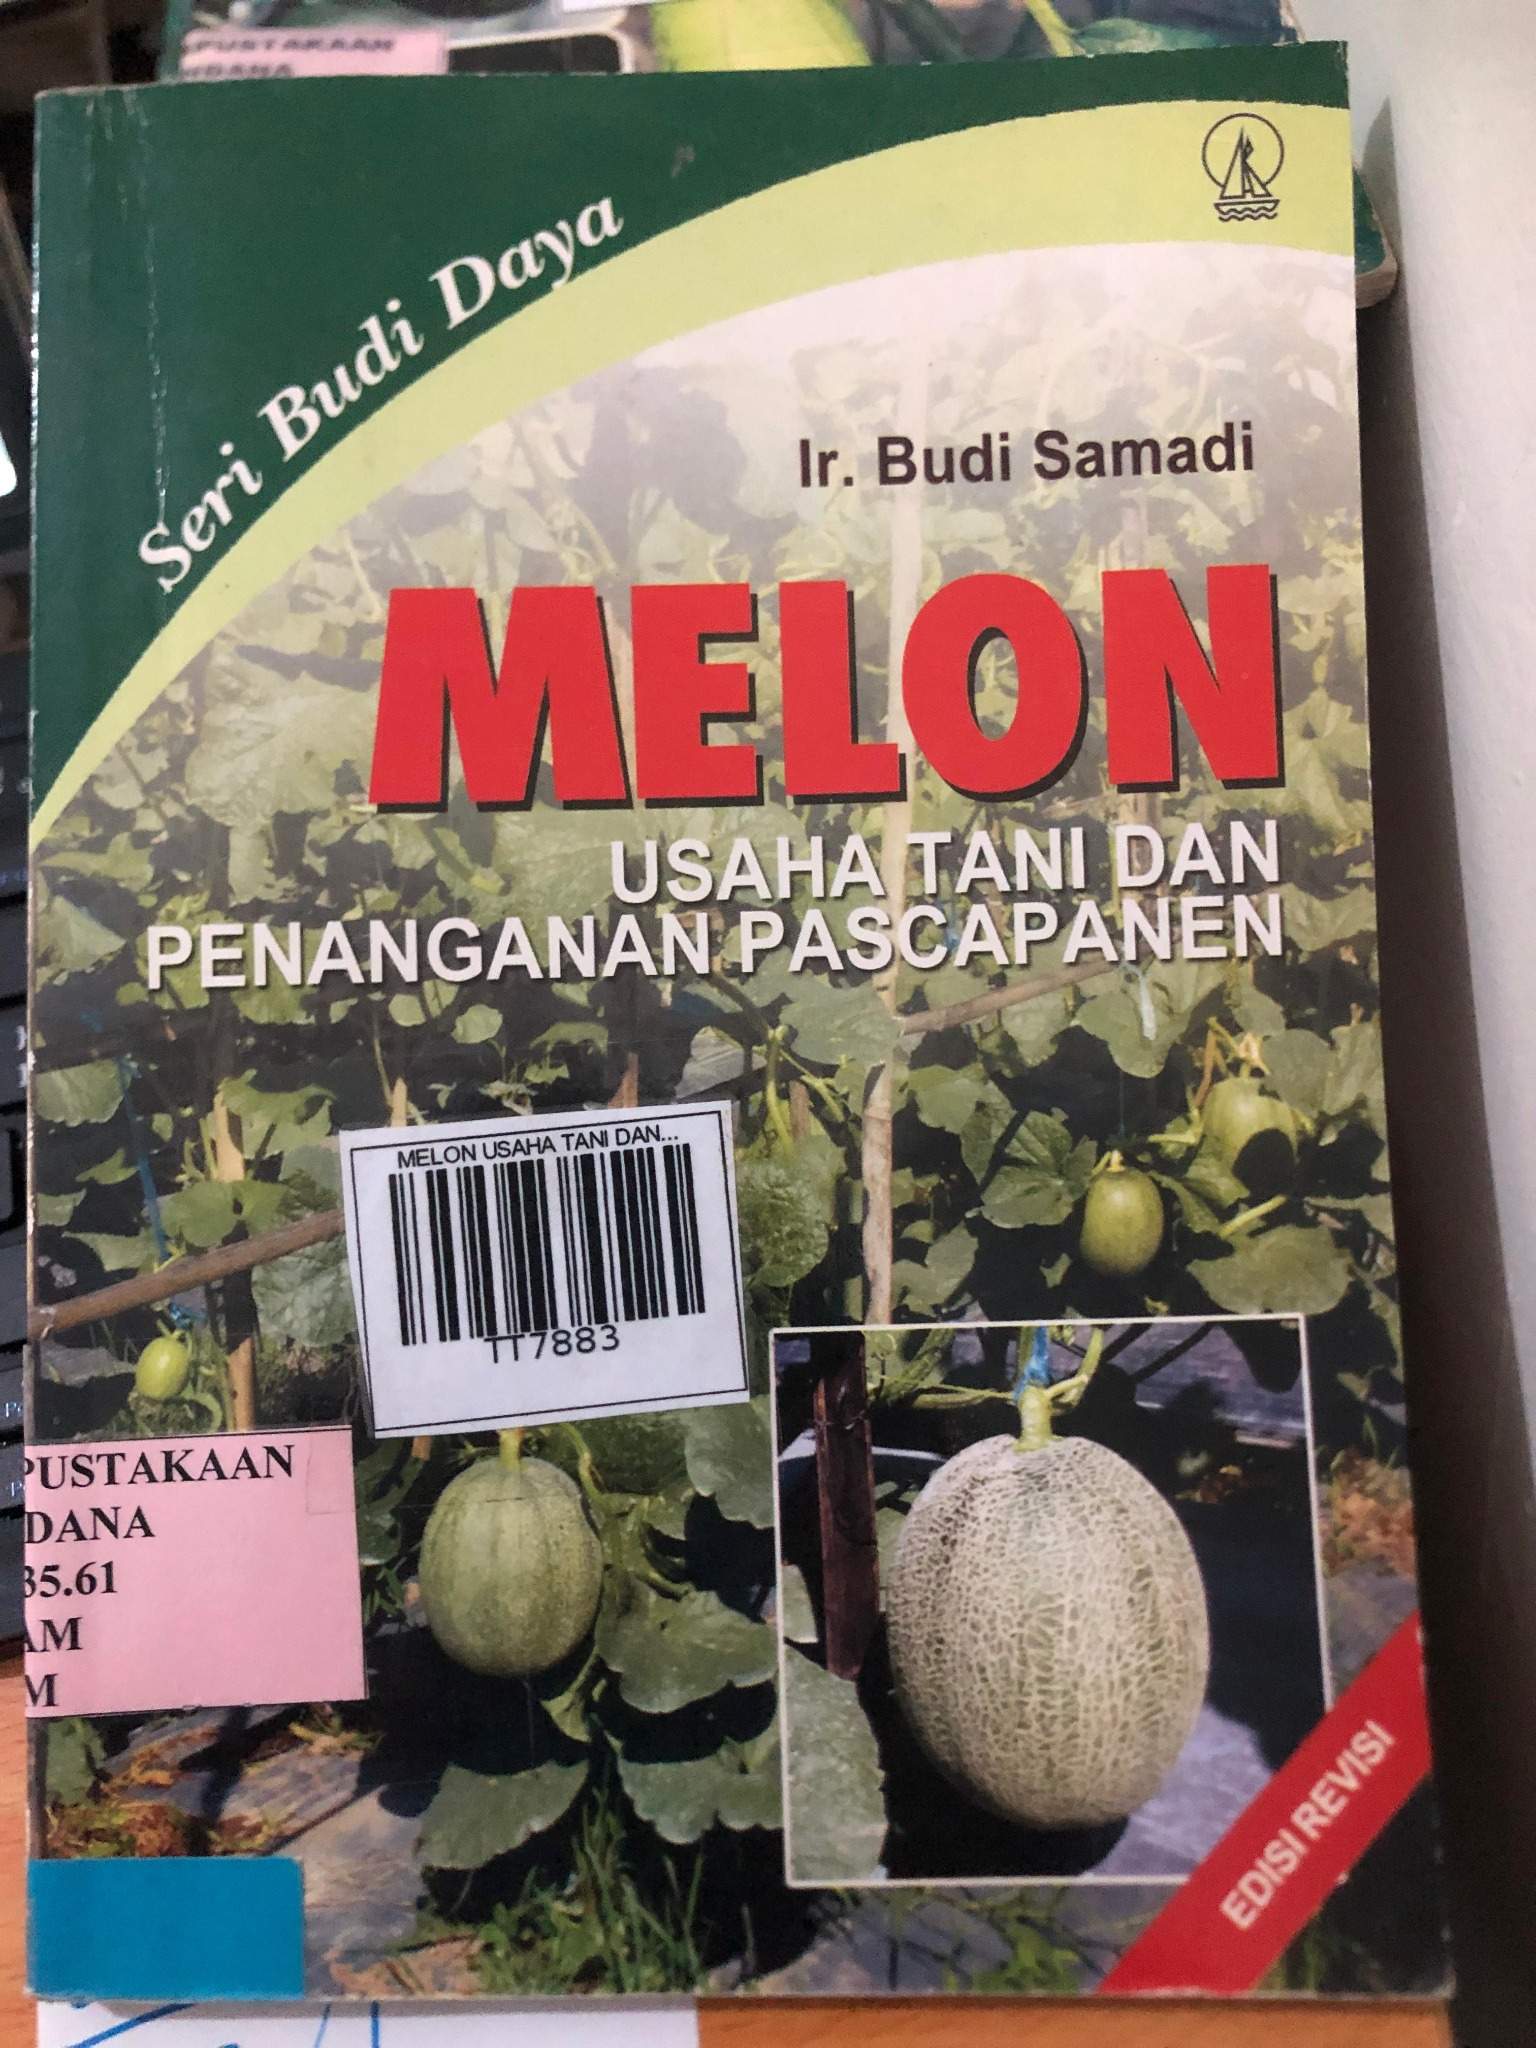 PUSTAKAAN
Seri Budi Daya
Ir. Budi Samadi
MELON
USAHA TANI DAN
PENANGANAN PASCAPANEN
MELON USAHA TANI DAN...
TT7883
PUSTAKAAN
DANA
35.61
AM
M
EDISI REVISI